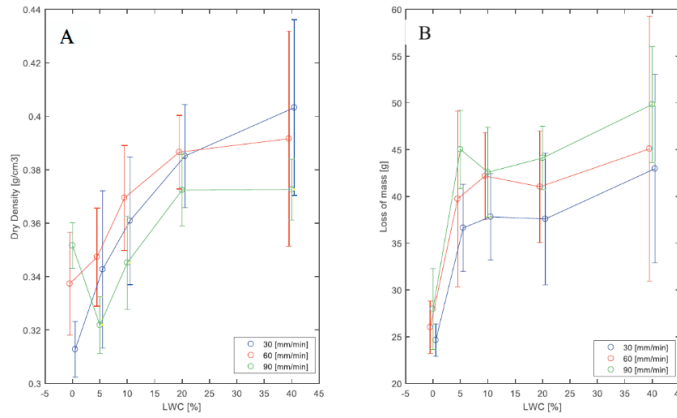 A
0.44
0.42
0.4
0.38
0.36
0.34
0.32
0.3
Dry Density [g/cm3]
-5 0 5 10 15 20 25 30 35 40 45
LWC [%]
30 [mm/min]
60 [mm/min]
90 [mm/min]
B
60
55
50
45
40
35
30
25
20
Loss of mass [g]
-5 0 5 10 15 20 25 30 35 40 45
LWC [%]
30 [mm/min]
60 [mm/min]
90 [mm/min]